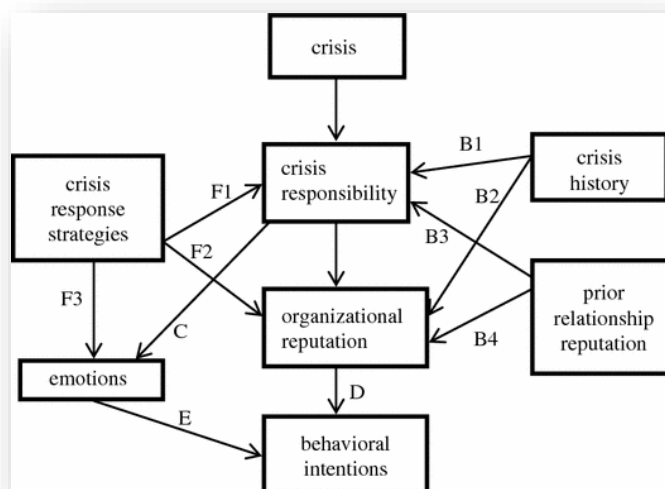 crisis
B1
crisis
responsibility
crisis
history
crisis
response
strategies
F1
B2
F2
B3
F3
C
organizational
reputation
prior
relationship
reputation
B4
emotions
D
E
behavioral
intentions